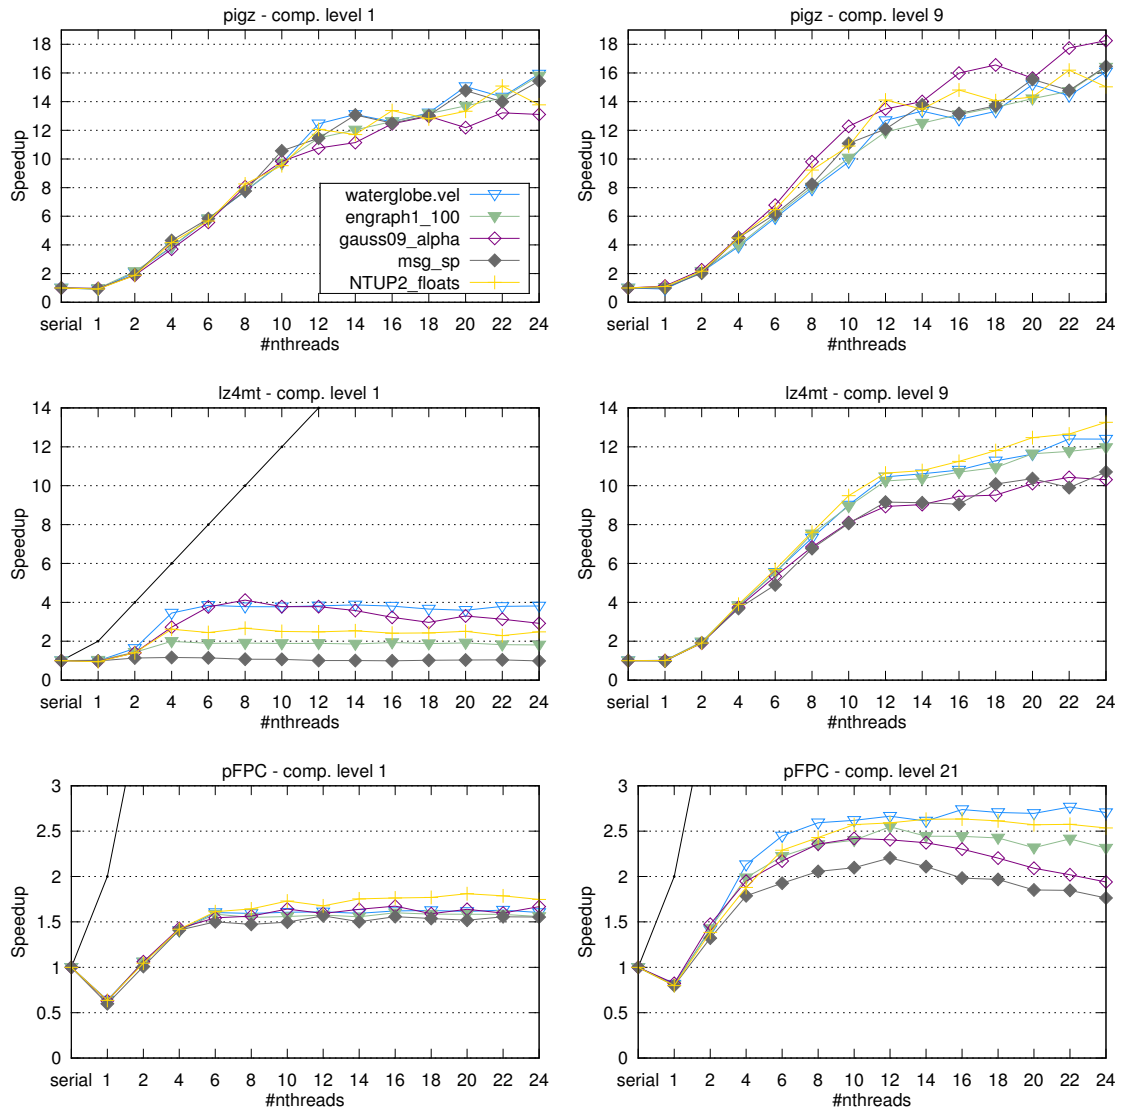 pigz - comp. level 1
18
16
14
12
10
8
6
4
2
0
Speedup
waterglobe.vel
engraph1_100
gauss09_alpha
msg_sp
NTUP2_floats
serial 1 2 4 6 8 10 12 14 16 18 20 22 24
#nthreads
pigz - comp. level 9
18
16
14
12
10
8
6
4
2
0
Speedup
serial 1 2 4 6 8 10 12 14 16 18 20 22 24
#nthreads
lz4mt - comp. level 1
14
12
10
8
6
4
2
0
Speedup
serial 1 2 4 6 8 10 12 14 16 18 20 22 24
#nthreads
lz4mt - comp. level 9
14
12
10
8
6
4
2
0
Speedup
serial 1 2 4 6 8 10 12 14 16 18 20 22 24
#nthreads
pFPC - comp. level 1
3
2.5
2
1.5
1
0.5
0
Speedup
serial 1 2 4 6 8 10 12 14 16 18 20 22 24
#nthreads
pFPC - comp. level 21
3
2.5
2
1.5
1
0.5
0
Speedup
serial 1 2 4 6 8 10 12 14 16 18 20 22 24
#nthreads